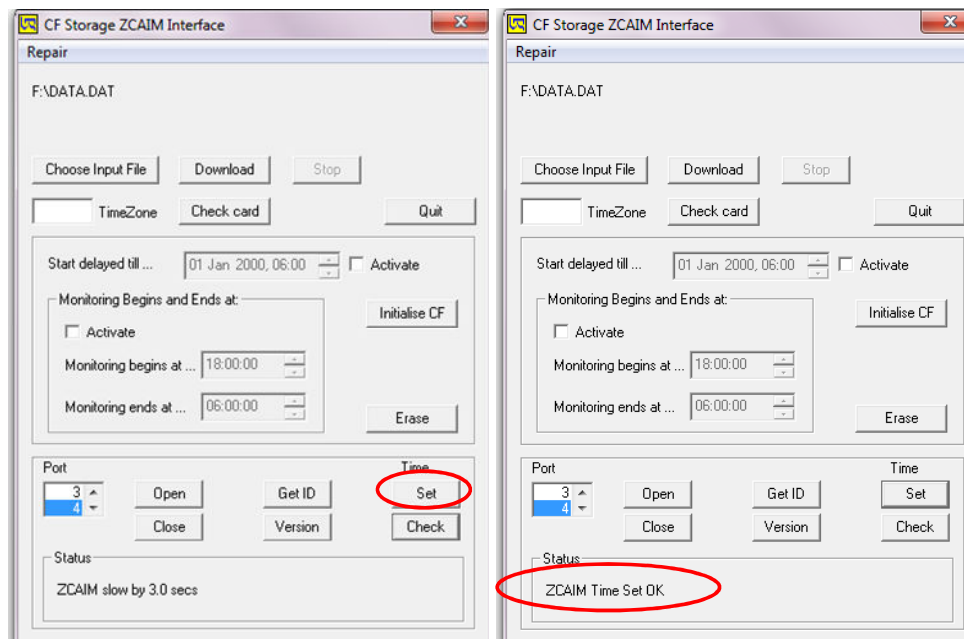 CF Storage ZCAIM Interface
Repair
F:\DATA.DAT
Choose Input File Download Stop
TimeZone Check card Quit
Start delayed till ... 01 Jan 2000, 06:00 Activate
Monitoring Begins and Ends at:
Initialise CF
Activate
Monitoring begins at ... 18:00:00
Monitoring ends at ... 06:00:00
Erase
Port Time
3 Open Get ID Set
4 Close Version Check
Status
ZCAIM slow by 3.0 secs
CF Storage ZCAIM Interface
Repair
F:\DATA.DAT
Choose Input File Download Stop
TimeZone Check card Quit
Start delayed till ... 01 Jan 2000, 06:00 Activate
Monitoring Begins and Ends at:
Initialise CF
Activate
Monitoring begins at ... 18:00:00
Monitoring ends at ... 06:00:00
Erase
Port Time
3 Open Get ID Set
4 Close Version Check
Status
ZCAIM Time Set OK